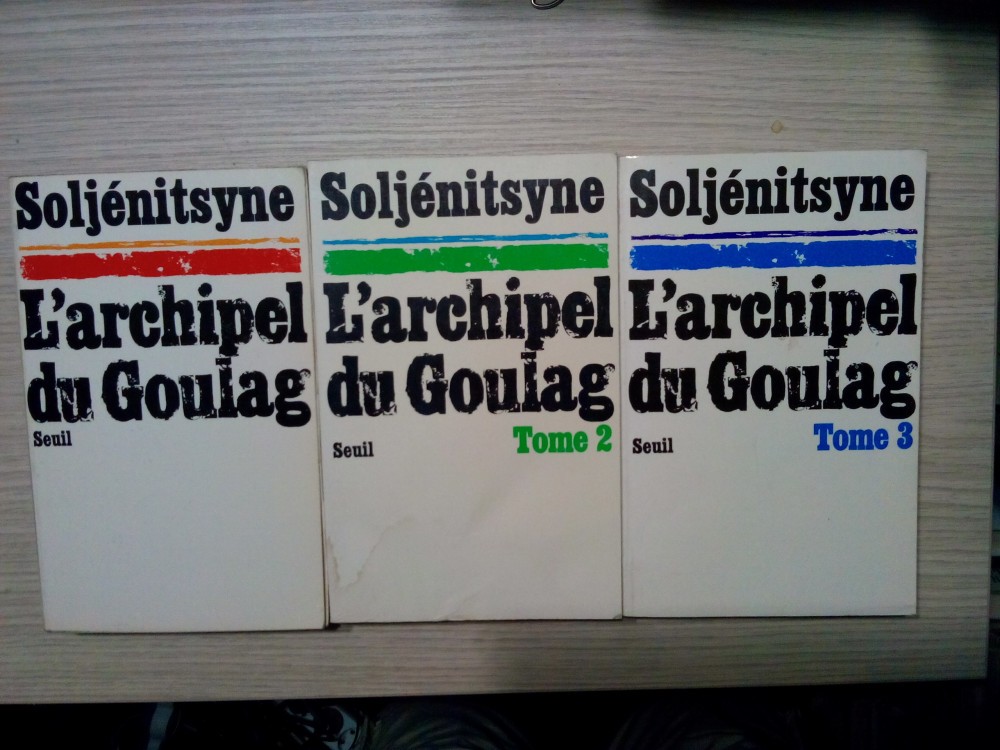 Soljénitsyne
L'archipel
du Goulag
Seuil
Soljénitsyne
L'archipel
du Goulag
Seuil
Tome 2
Soljénitsyne
L'archipel
du Goulag
Seuil
Tome 3